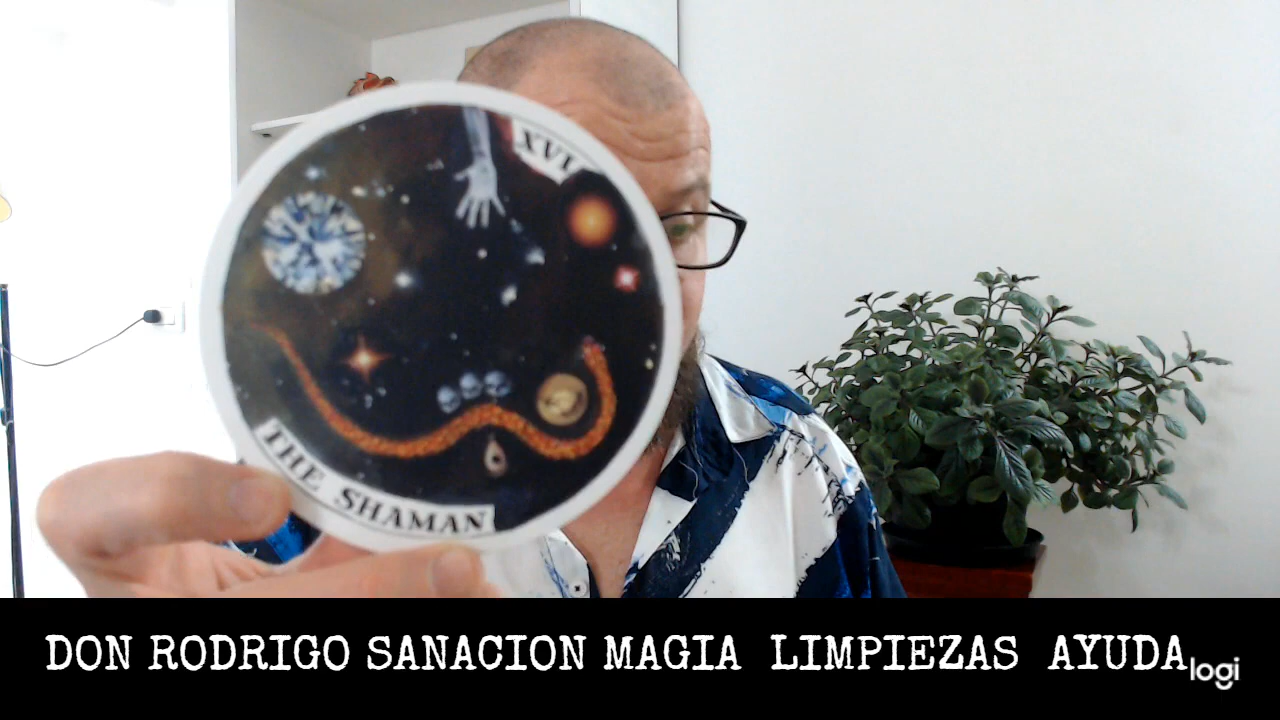 XVI
THE SHAMAN
DON RODRIGO SANACION MAGIA LIMPIEZAS AYUDA
logi